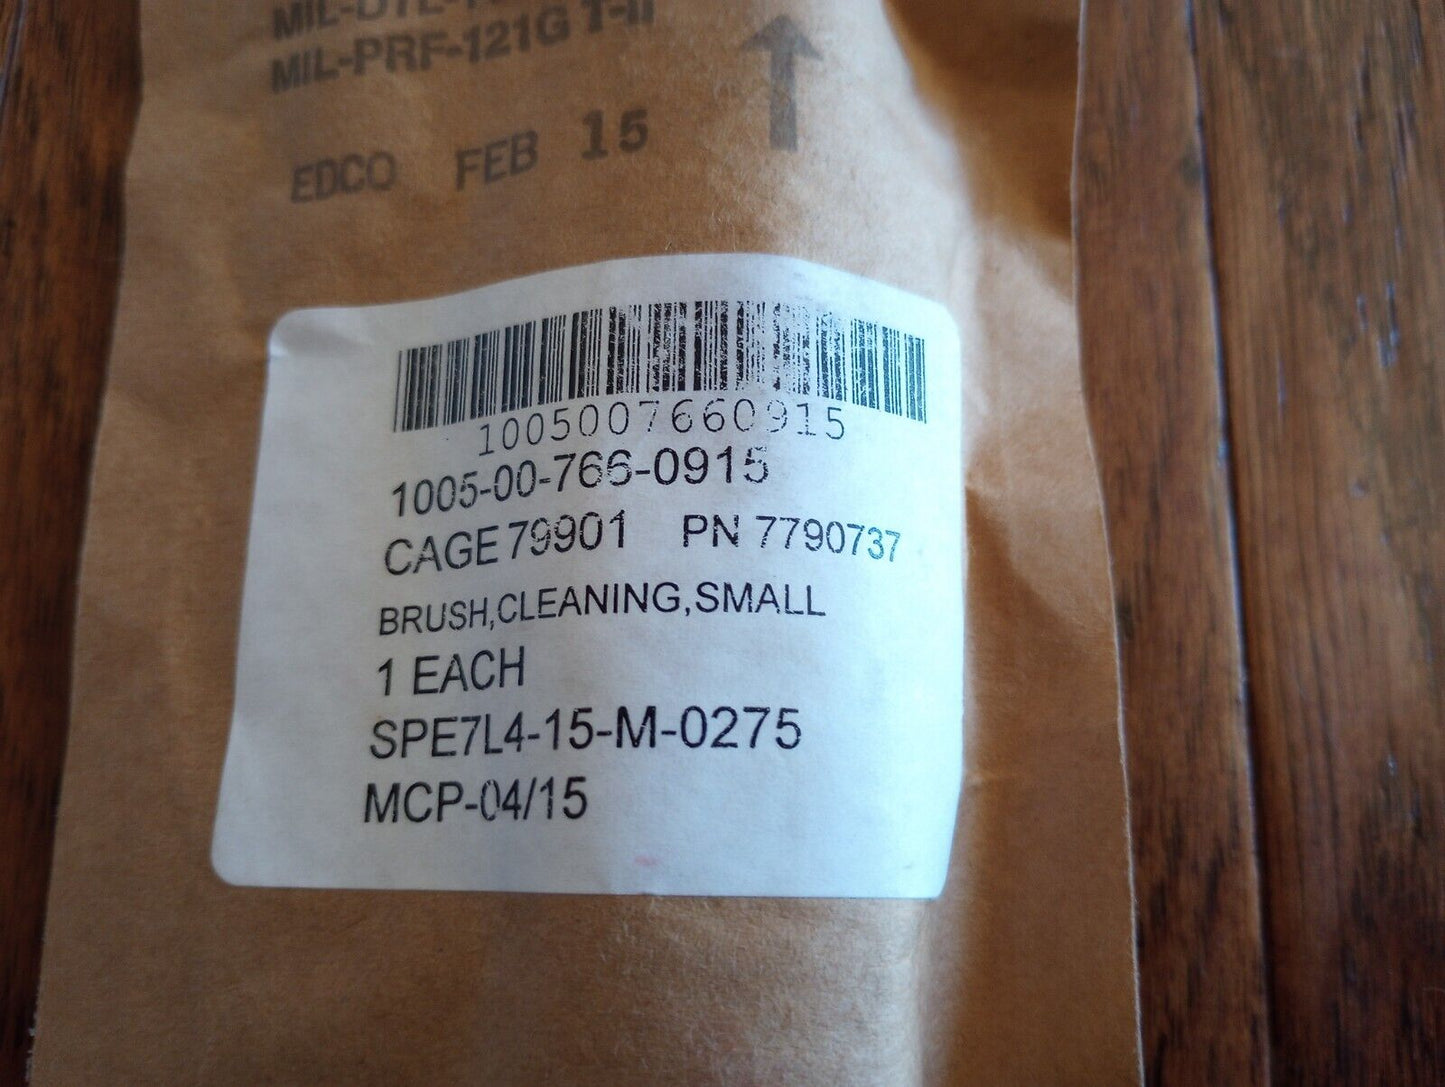 MIL-PRF-121G T-II
EDCO FEB 15
1005007660915
1005-00-766-0915
CAGE 79901 PN 7790737
BRUSH,CLEANING,SMALL
1 EACH
SPE7L4-15-M-0275
MCP-04/15